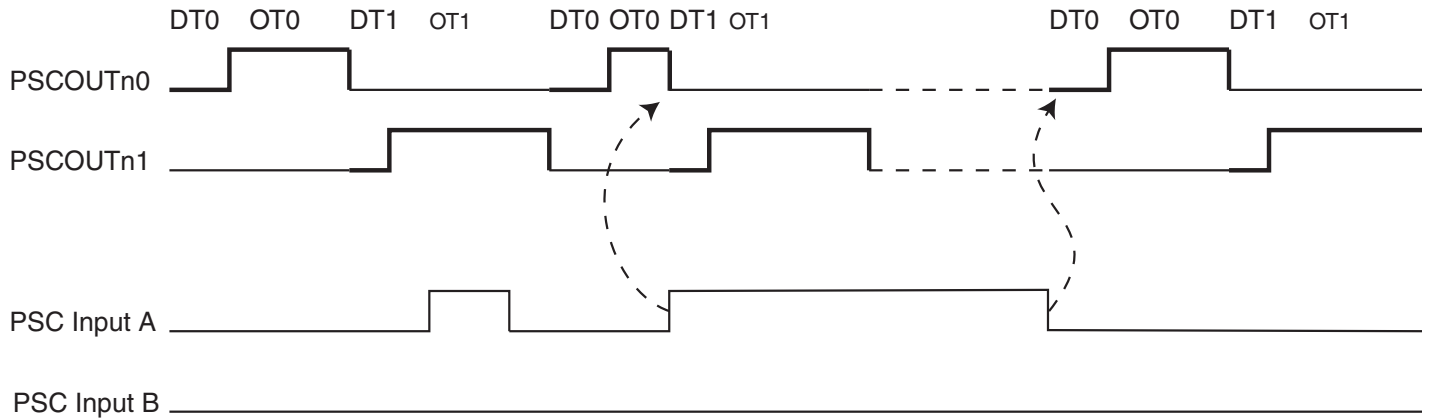 DT0 OT0 DT1 OT1 DT0 OT0 DT1 OT1 DT0 OT0 DT1 OT1
PSCOUTn0
PSCOUTn1
PSC Input A
PSC Input B